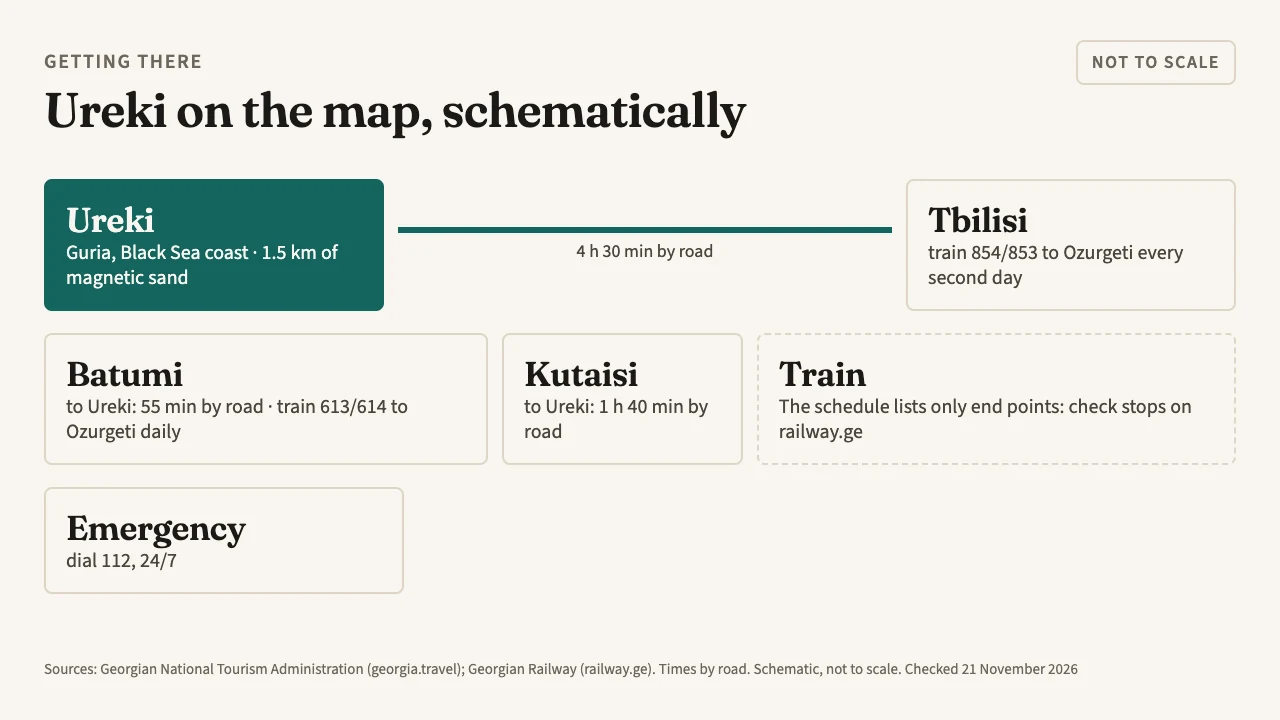 GETTING THERE
NOT TO SCALE
Ureki on the map, schematically
Ureki
Guria, Black Sea coast · 1.5 km of
magnetic sand
4 h 30 min by road
Tbilisi
train 854/853 to Ozurgeti every
second day
Batumi
to Ureki: 55 min by road · train 613/614 to
Ozurgeti daily
Kutaisi
to Ureki: 1 h 40 min by
road
Train
The schedule lists only end points: check stops on
railway.ge
Emergency
dial 112, 24/7
Sources: Georgian National Tourism Administration (georgia.travel); Georgian Railway (railway.ge). Times by road. Schematic, not to scale. Checked 21 November 2026